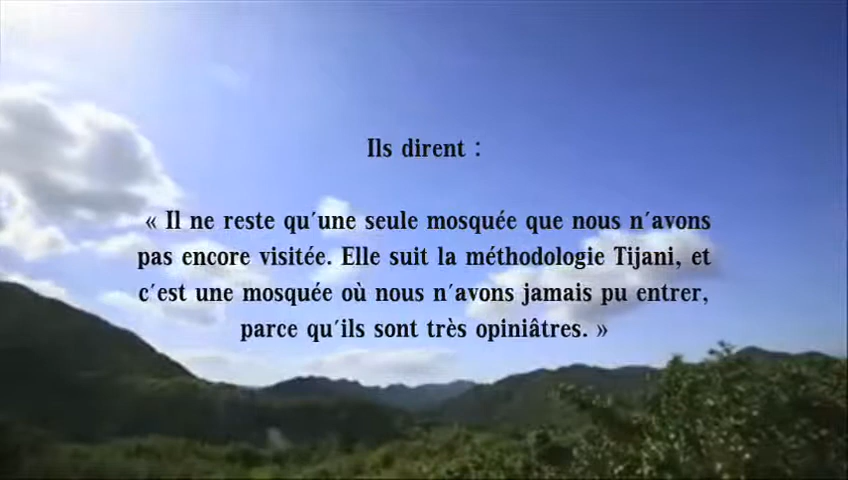 Ils dirent :
« Il ne reste qu'une seule mosquée que nous n'avons
pas encore visitée. Elle suit la méthodologie Tijani, et
c'est une mosquée où nous n'avons jamais pu entrer,
parce qu'ils sont très opiniâtres. »